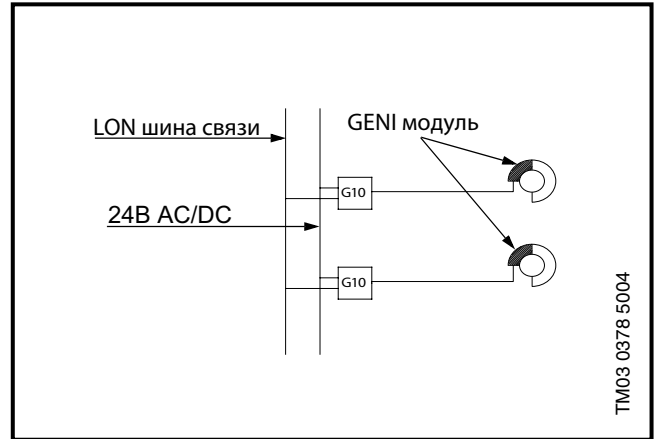 LON шина связи
GENI модуль
G10
24В AC/DC
G10
TM03 0378 5004